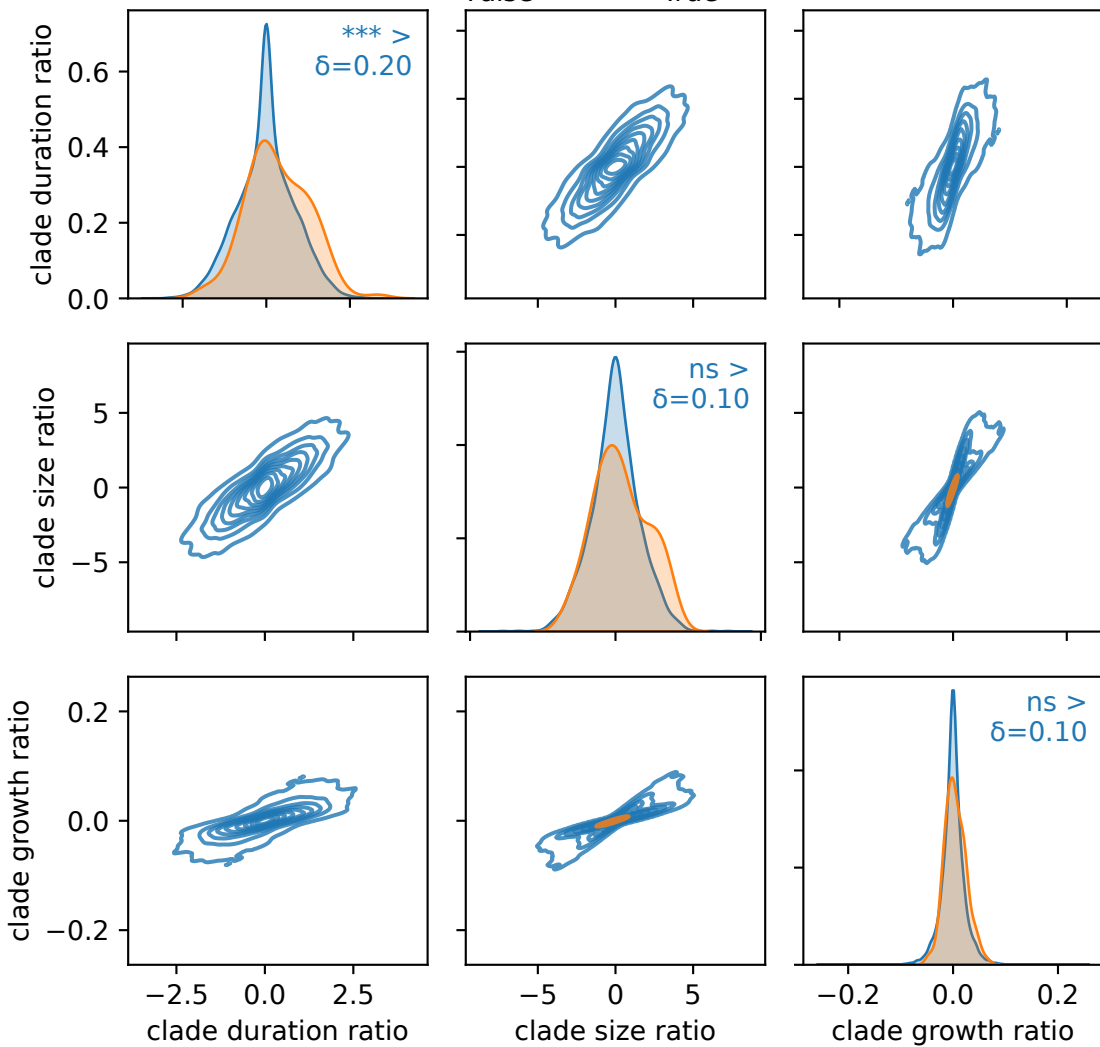 *** >
δ=0.20
clade duration ratio
0.6
0.4
0.2
0.0
ns >
δ=0.10
clade size ratio
5
0
−5
ns >
δ=0.10
clade growth ratio
0.2
0.0
−0.2
−2.5 0.0 2.5 −5 0 5 −0.2 0.0 0.2
clade duration ratio clade size ratio clade growth ratio